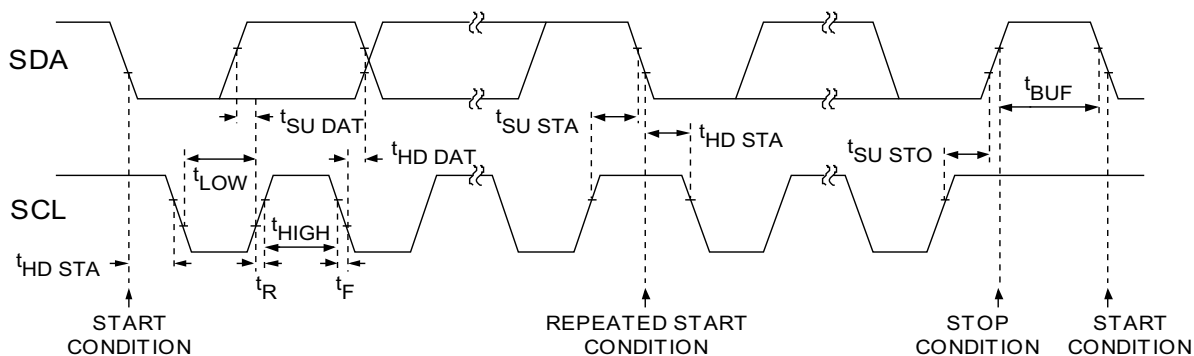 SDA
tSU DAT
tHD DAT
tSU STA
tHD STA
tSU STO
tBUF
tLOW
SCL
tHIGH
tHD STA
tR
tF
START
CONDITION
REPEATED START
CONDITION
STOP
CONDITION
START
CONDITION